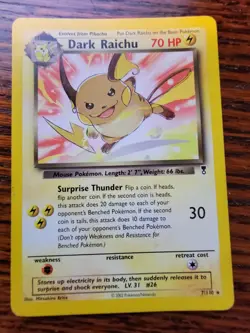 Evolves from Pikachu Put Dark Raichu on the Basic Pokémon
Dark Raichu 70 HP
Mouse Pokémon. Length: 2' 7", Weight: 66 lbs.
Surprise Thunder Flip a coin. If heads,
flip another coin. If the second coin is heads,
this attack does 20 damage to each of your
opponent's Benched Pokémon. If the second
coin is tails, this attack does 10 damage to
each of your opponent's Benched Pokémon.
(Don't apply Weakness and Resistance for
Benched Pokémon.)
30
weakness resistance retreat cost
Stores up electricity in its body, then suddenly releases it to
surprise and shock everyone. LV. 31 #26
7/110 ★